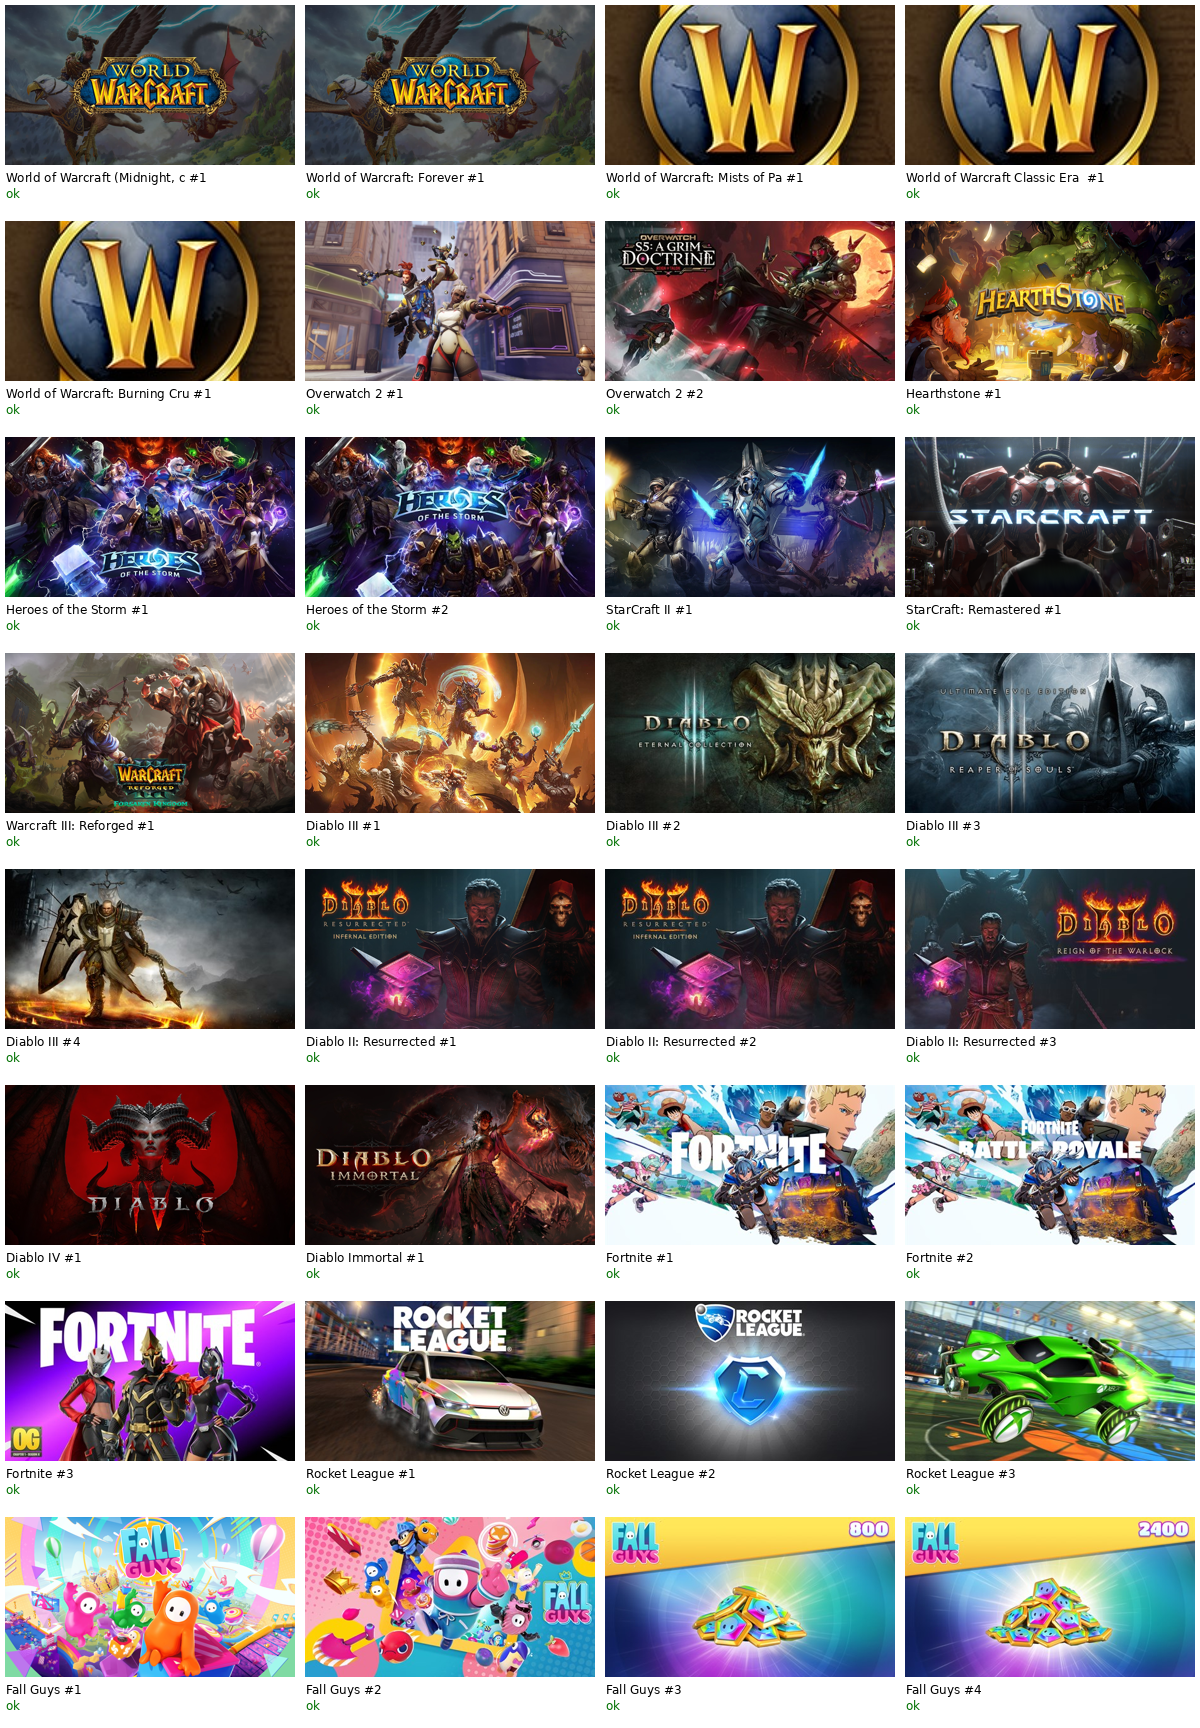 WORLD
OF
WARCRAFT
WORLD
OF
WARCRAFT
W
W
World of Warcraft (Midnight, c #1
ok
World of Warcraft: Forever #1
ok
World of Warcraft: Mists of Pa #1
ok
World of Warcraft Classic Era  #1
ok
W
OVERWATCH
S5: A GRIM
DOCTRINE
HEARTHSTONE
World of Warcraft: Burning Cru #1
ok
Overwatch 2 #1
ok
Overwatch 2 #2
ok
Hearthstone #1
ok
HEROES
OF THE STORM
HEROES
OF THE STORM
STARCRAFT
Heroes of the Storm #1
ok
Heroes of the Storm #2
ok
StarCraft II #1
ok
StarCraft: Remastered #1
ok
WARCRAFT
III
REFORGED
FORSAKEN KINGDOM
DIABLO
III
ETERNAL COLLECTION
ULTIMATE EVIL EDITION
DIABLO
III
REAPER OF SOULS
Warcraft III: Reforged #1
ok
Diablo III #1
ok
Diablo III #2
ok
Diablo III #3
ok
DIABLO
II
RESURRECTED
INFERNAL EDITION
DIABLO
II
RESURRECTED
INFERNAL EDITION
DIABLO
II
REIGN OF THE WARLOCK
Diablo III #4
ok
Diablo II: Resurrected #1
ok
Diablo II: Resurrected #2
ok
Diablo II: Resurrected #3
ok
DIABLO
IV
DIABLO
IMMORTAL
FORTNITE
FORTNITE
BATTLE ROYALE
Diablo IV #1
ok
Diablo Immortal #1
ok
Fortnite #1
ok
Fortnite #2
ok
FORTNITE
OG
ROCKET
LEAGUE
ROCKET
LEAGUE
C
Fortnite #3
ok
Rocket League #1
ok
Rocket League #2
ok
Rocket League #3
ok
FALL
GUYS
FALL
GUYS
FALL
GUYS
800
FALL
GUYS
2400
Fall Guys #1
ok
Fall Guys #2
ok
Fall Guys #3
ok
Fall Guys #4
ok